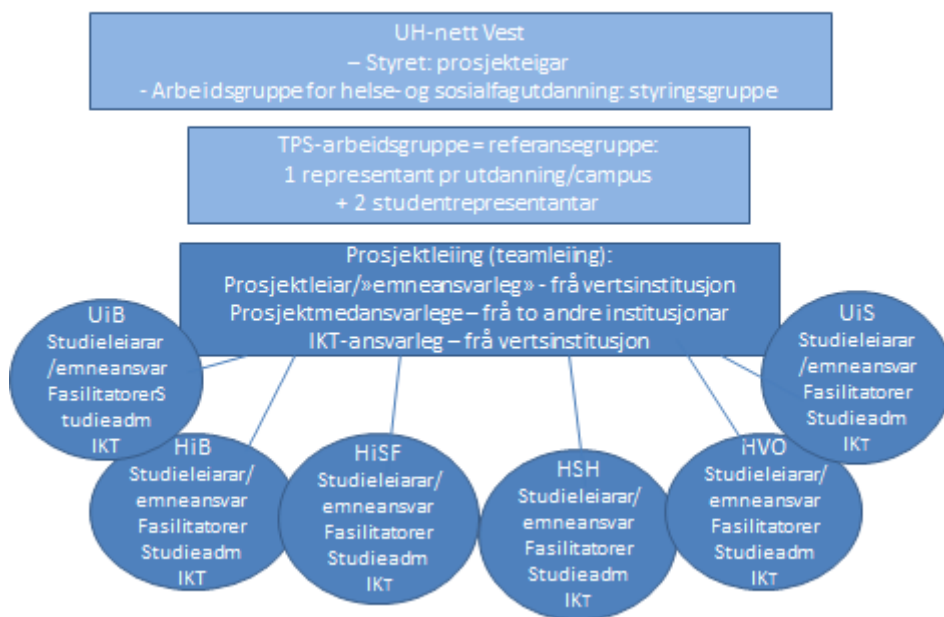 UH-nett Vest
– Styret: prosjekteigar
- Arbeidsgruppe for helse- og sosialfagutdanning: styringsgruppe
TPS-arbeidsgruppe = referansegruppe:
1 representant pr utdanning/campus
+ 2 studentrepresentantar
Prosjektleiing (teamleiing):
Prosjektleiar/»emneansvarleg» - frå vertsinstitusjon
Prosjektmedansvarlege – frå to andre institusjonar
IKT-ansvarleg – frå vertsinstitusjon
UiB
Studieleiarar
/emneansvar
FasilitatorerS
tudieadm
IKT
HiB
Studieleiarar/
emneansvar
Fasilitatorer
Studieadm
IKT
HiSF
Studieleiarar/
emneansvar
Fasilitatorer
Studieadm
IKT
HSH
Studieleiarar/
emneansvar
Fasilitatorer
Studieadm
IKT
HVO
Studieleiarar/
emneansvar
Fasilitatorer
Studieadm
IKT
UiS
Studieleiarar
/emneansvar
Fasilitatorer
Studieadm
IKT